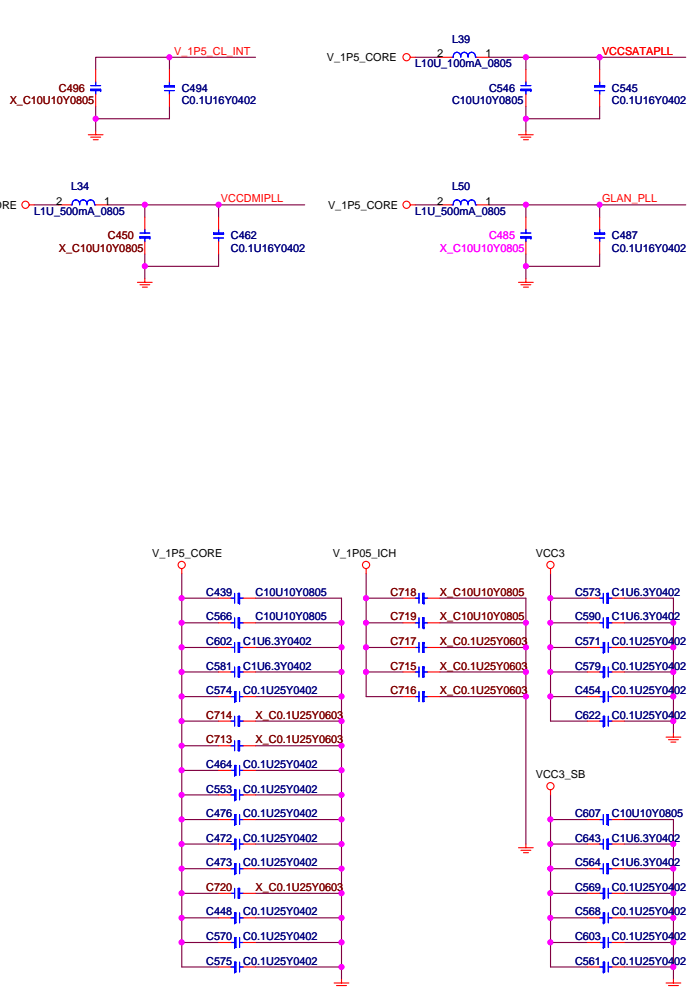 V_1P5_CL_INT
C496
X_C10U10Y0805
C494
C0.1U16Y0402
L39
V_1P5_CORE
2
1
L10U_100mA_0805
VCCSATAPLL
C546
C10U10Y0805
C545
C0.1U16Y0402
L34
ORE
2
1
L1U_500mA_0805
VCCDMIPLL
C450
X_C10U10Y0805
C462
C0.1U16Y0402
L50
V_1P5_CORE
2
1
L1U_500mA_0805
GLAN_PLL
C485
X_C10U10Y0805
C487
C0.1U16Y0402
V_1P5_CORE
C439 C10U10Y0805
C566 C10U10Y0805
C602 C1U6.3Y0402
C581 C1U6.3Y0402
C574 C0.1U25Y0402
C714 X_C0.1U25Y0603
C713 X_C0.1U25Y0603
C464 C0.1U25Y0402
C553 C0.1U25Y0402
C476 C0.1U25Y0402
C472 C0.1U25Y0402
C473 C0.1U25Y0402
C720 X_C0.1U25Y0603
C448 C0.1U25Y0402
C570 C0.1U25Y0402
C575 C0.1U25Y0402
V_1P05_ICH
C718 X_C10U10Y0805
C719 X_C10U10Y0805
C717 X_C0.1U25Y0603
C715 X_C0.1U25Y0603
C716 X_C0.1U25Y0603
VCC3
C573 C1U6.3Y0402
C590 C1U6.3Y0402
C571 C0.1U25Y0402
C579 C0.1U25Y0402
C454 C0.1U25Y0402
C622 C0.1U25Y0402
VCC3_SB
C607 C10U10Y0805
C643 C1U6.3Y0402
C564 C1U6.3Y0402
C569 C0.1U25Y0402
C568 C0.1U25Y0402
C603 C0.1U25Y0402
C561 C0.1U25Y0402